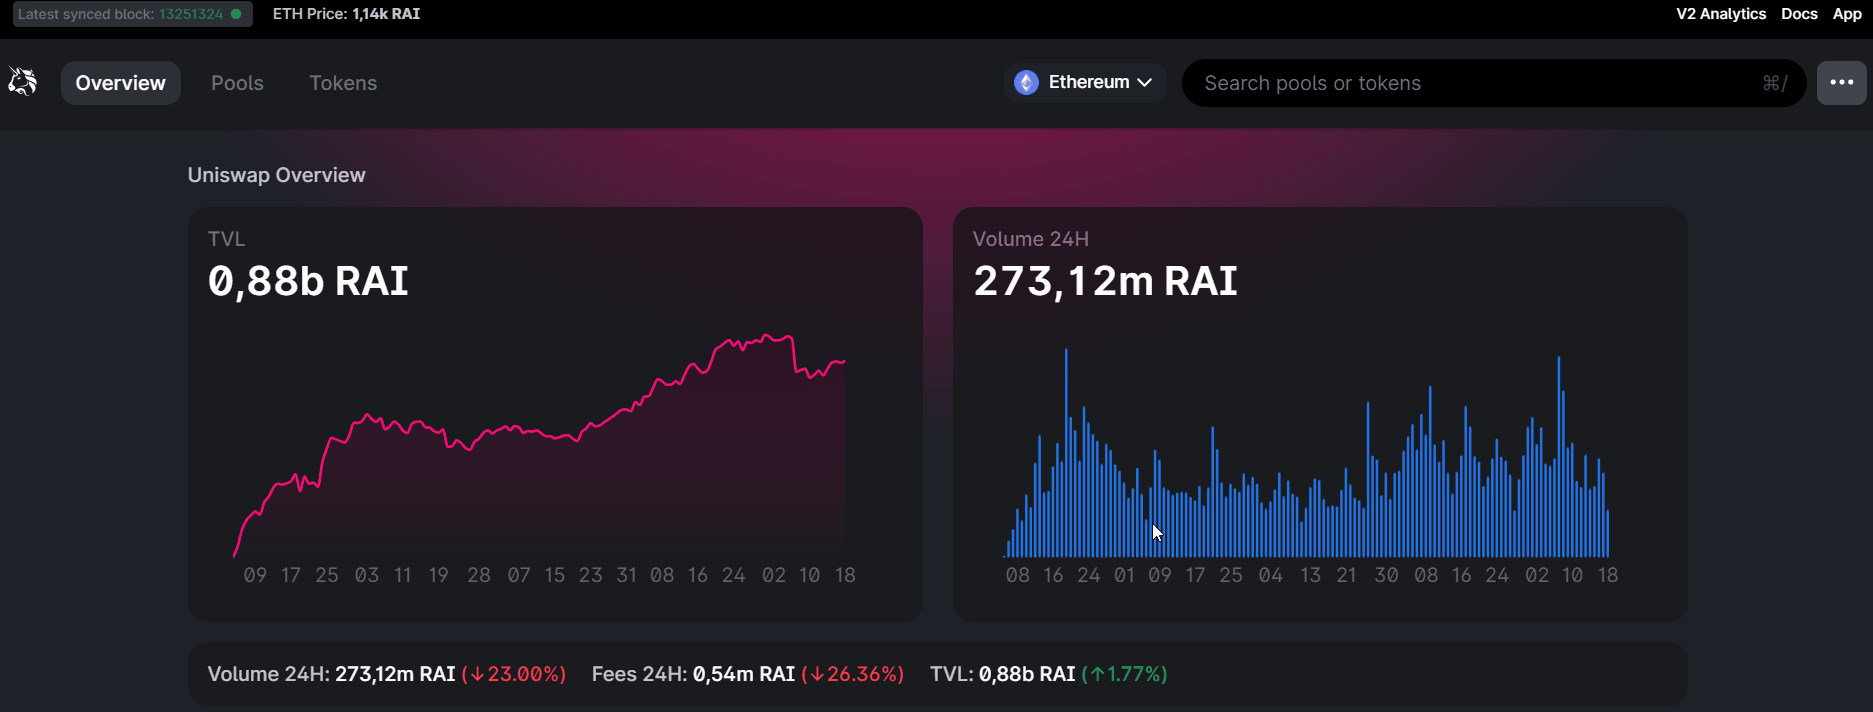 Latest synced block: 13251324 ETH Price: 1,14k RAI V2 Analytics Docs App
Overview Pools Tokens Ethereum Search pools or tokens ⌘/
Uniswap Overview
TVL
0,88b RAI
09 17 25 03 11 19 28 07 15 23 31 08 16 24 02 10 18
Volume 24H
273,12m RAI
08 16 24 01 09 17 25 04 13 21 30 08 16 24 02 10 18
Volume 24H: 273,12m RAI (↓23.00%) Fees 24H: 0,54m RAI (↓26.36%) TVL: 0,88b RAI (↑1.77%)